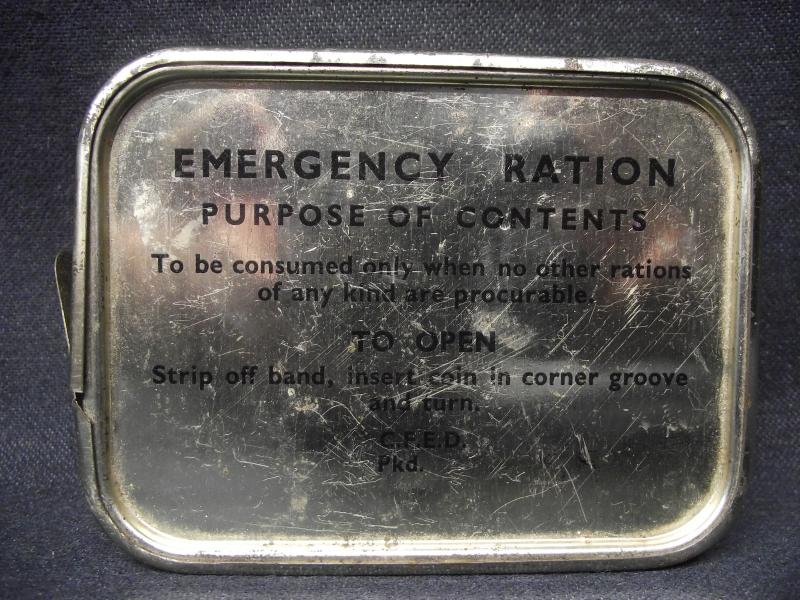 EMERGENCY RATION
PURPOSE OF CONTENTS
To be consumed only when no other rations
of any kind are procurable.
TO OPEN
Strip off band, insert coin in corner groove
and turn.
C.F.E.D.
Pkd.